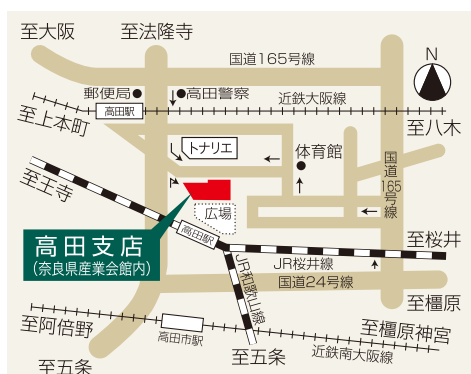 至大阪
至法隆寺
国道165号線
N
郵便局
高田警察
高田駅
近鉄大阪線
至上本町
至八木
トナリエ
体育館
国道165号線
至王寺
広場
高田駅
高田支店
(奈良県産業会館内)
至桜井
JR桜井線
JR和歌山線
国道24号線
至橿原
至阿倍野
高田市駅
至橿原神宮
近鉄南大阪線
至五条
至五条